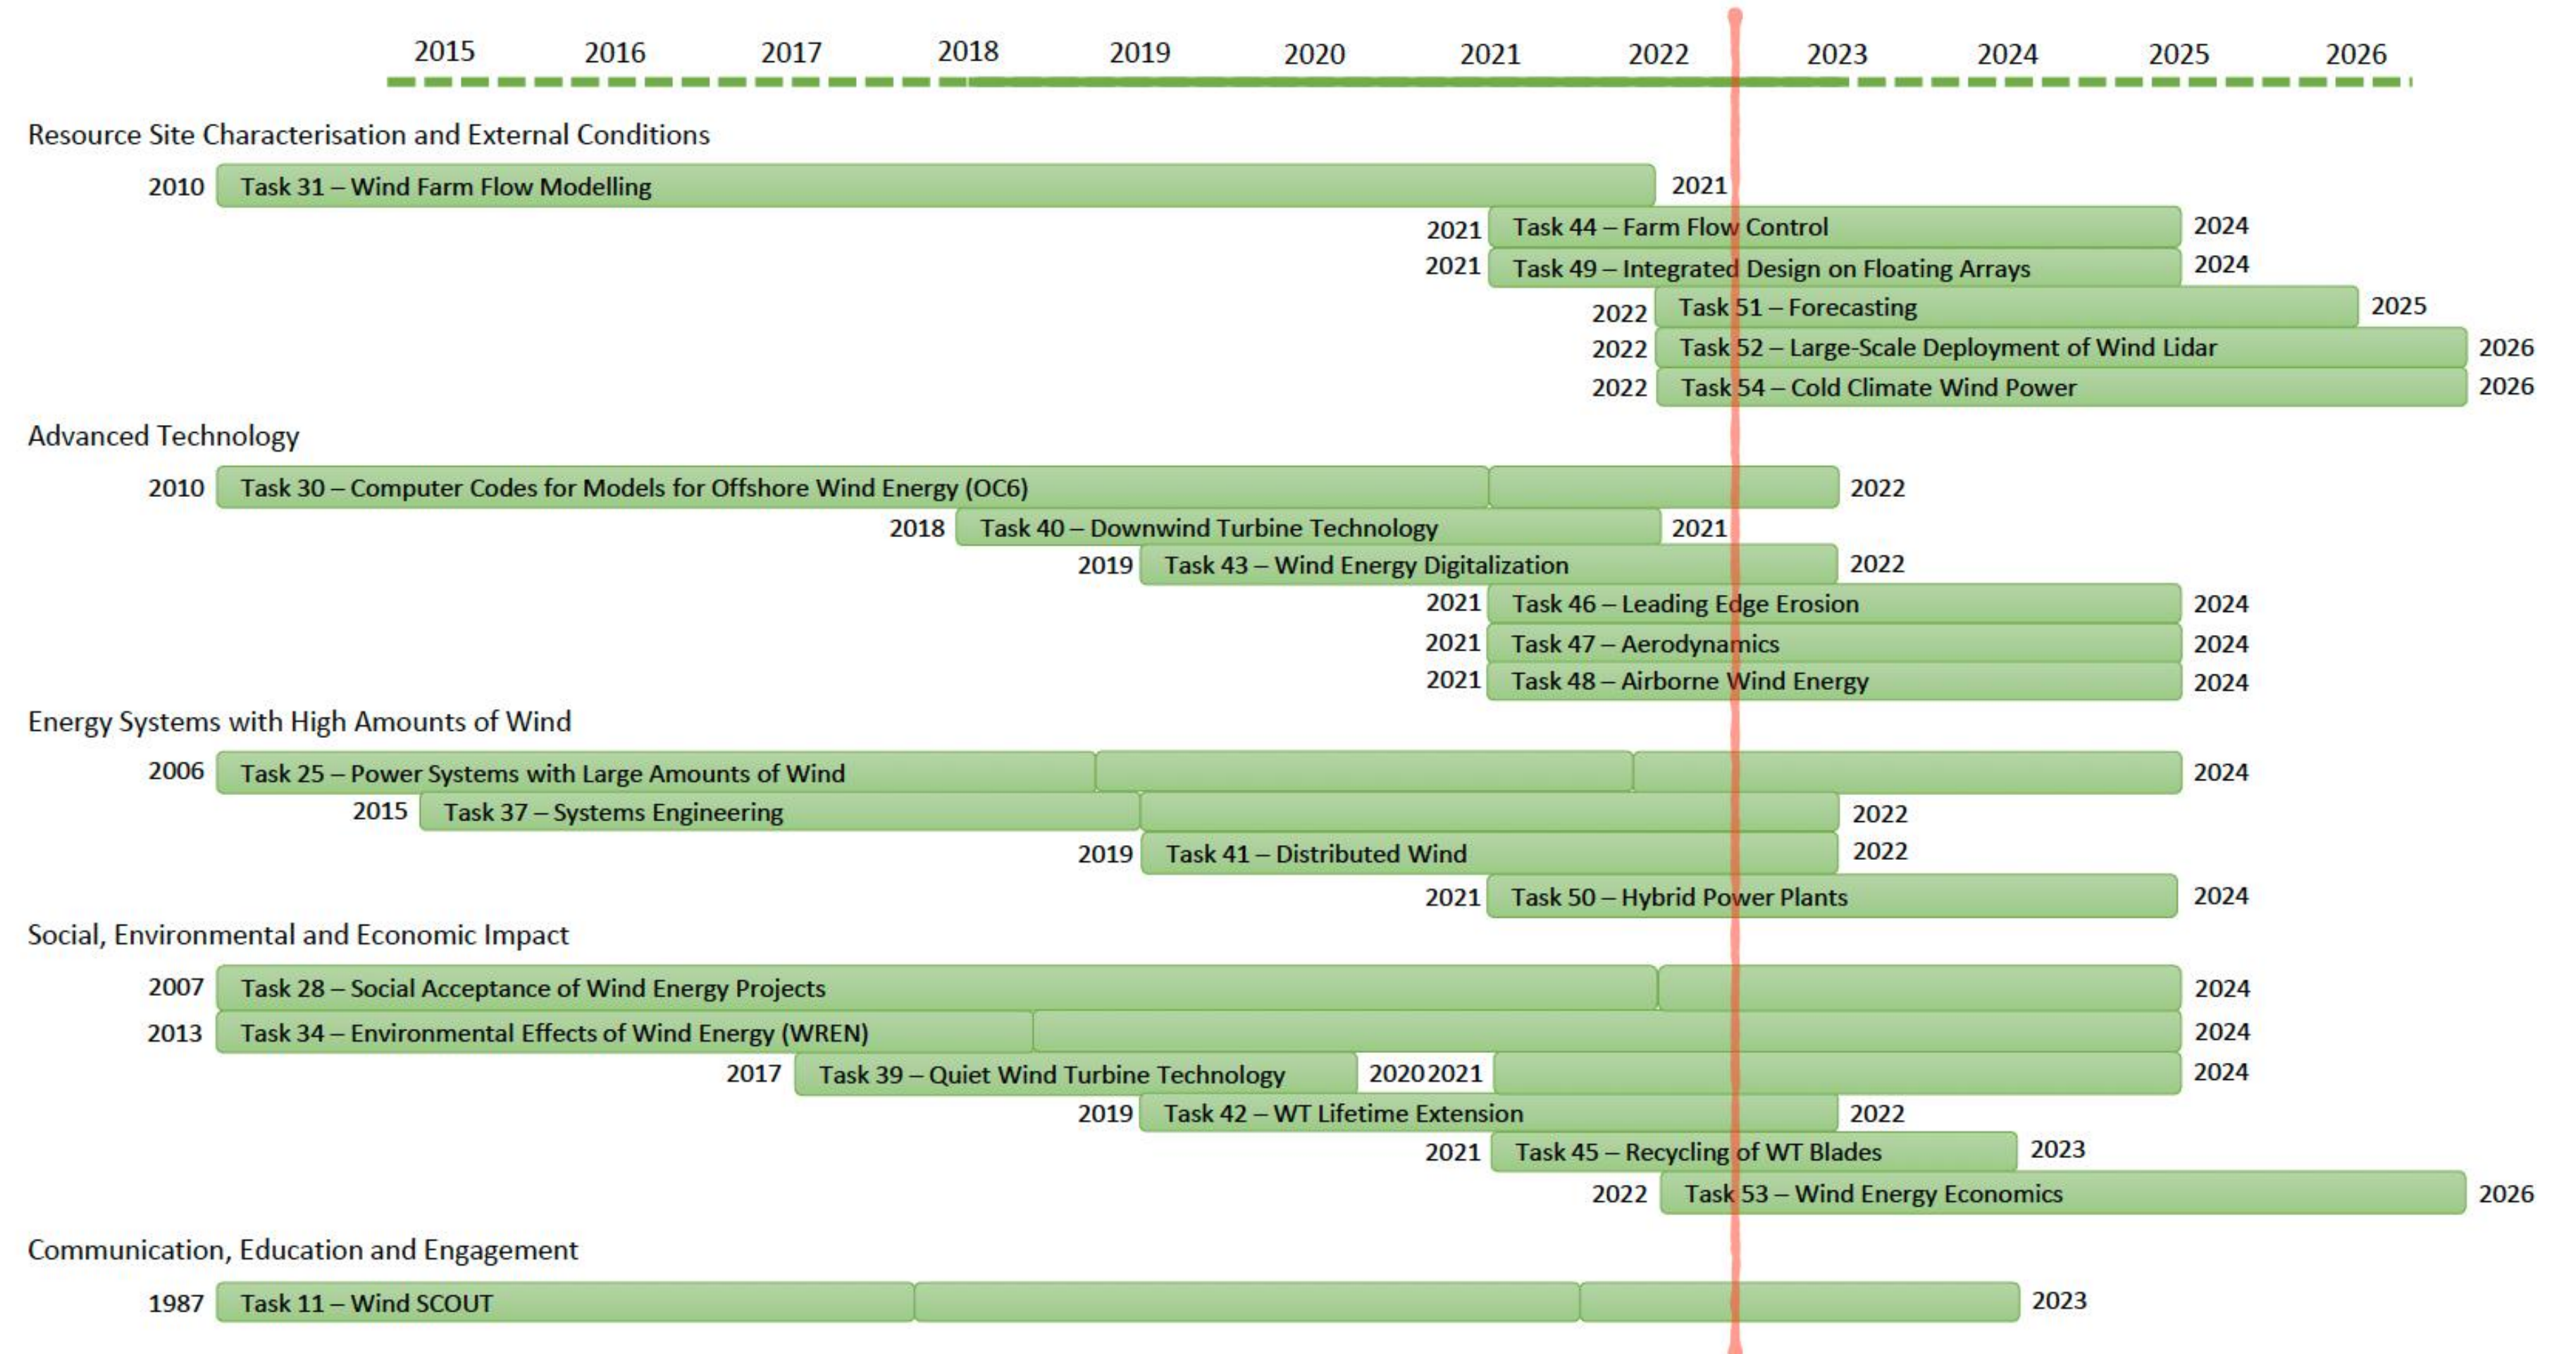 2015 2016 2017 2018 2019 2020 2021 2022 2023 2024 2025 2026
Resource Site Characterisation and External Conditions
2010 Task 31 – Wind Farm Flow Modelling 2021
2021 Task 44 – Farm Flow Control 2024
2021 Task 49 – Integrated Design on Floating Arrays 2024
2022 Task 51 – Forecasting 2025
2022 Task 52 – Large-Scale Deployment of Wind Lidar 2026
2022 Task 54 – Cold Climate Wind Power 2026
Advanced Technology
2010 Task 30 – Computer Codes for Models for Offshore Wind Energy (OC6) 2022
2018 Task 40 – Downwind Turbine Technology 2021
2019 Task 43 – Wind Energy Digitalization 2022
2021 Task 46 – Leading Edge Erosion 2024
2021 Task 47 – Aerodynamics 2024
2021 Task 48 – Airborne Wind Energy 2024
Energy Systems with High Amounts of Wind
2006 Task 25 – Power Systems with Large Amounts of Wind 2024
2015 Task 37 – Systems Engineering 2022
2019 Task 41 – Distributed Wind 2022
2021 Task 50 – Hybrid Power Plants 2024
Social, Environmental and Economic Impact
2007 Task 28 – Social Acceptance of Wind Energy Projects 2024
2013 Task 34 – Environmental Effects of Wind Energy (WREN) 2024
2017 Task 39 – Quiet Wind Turbine Technology 2020 2021 2024
2019 Task 42 – WT Lifetime Extension 2022
2021 Task 45 – Recycling of WT Blades 2023
2022 Task 53 – Wind Energy Economics 2026
Communication, Education and Engagement
1987 Task 11 – Wind SCOUT 2023